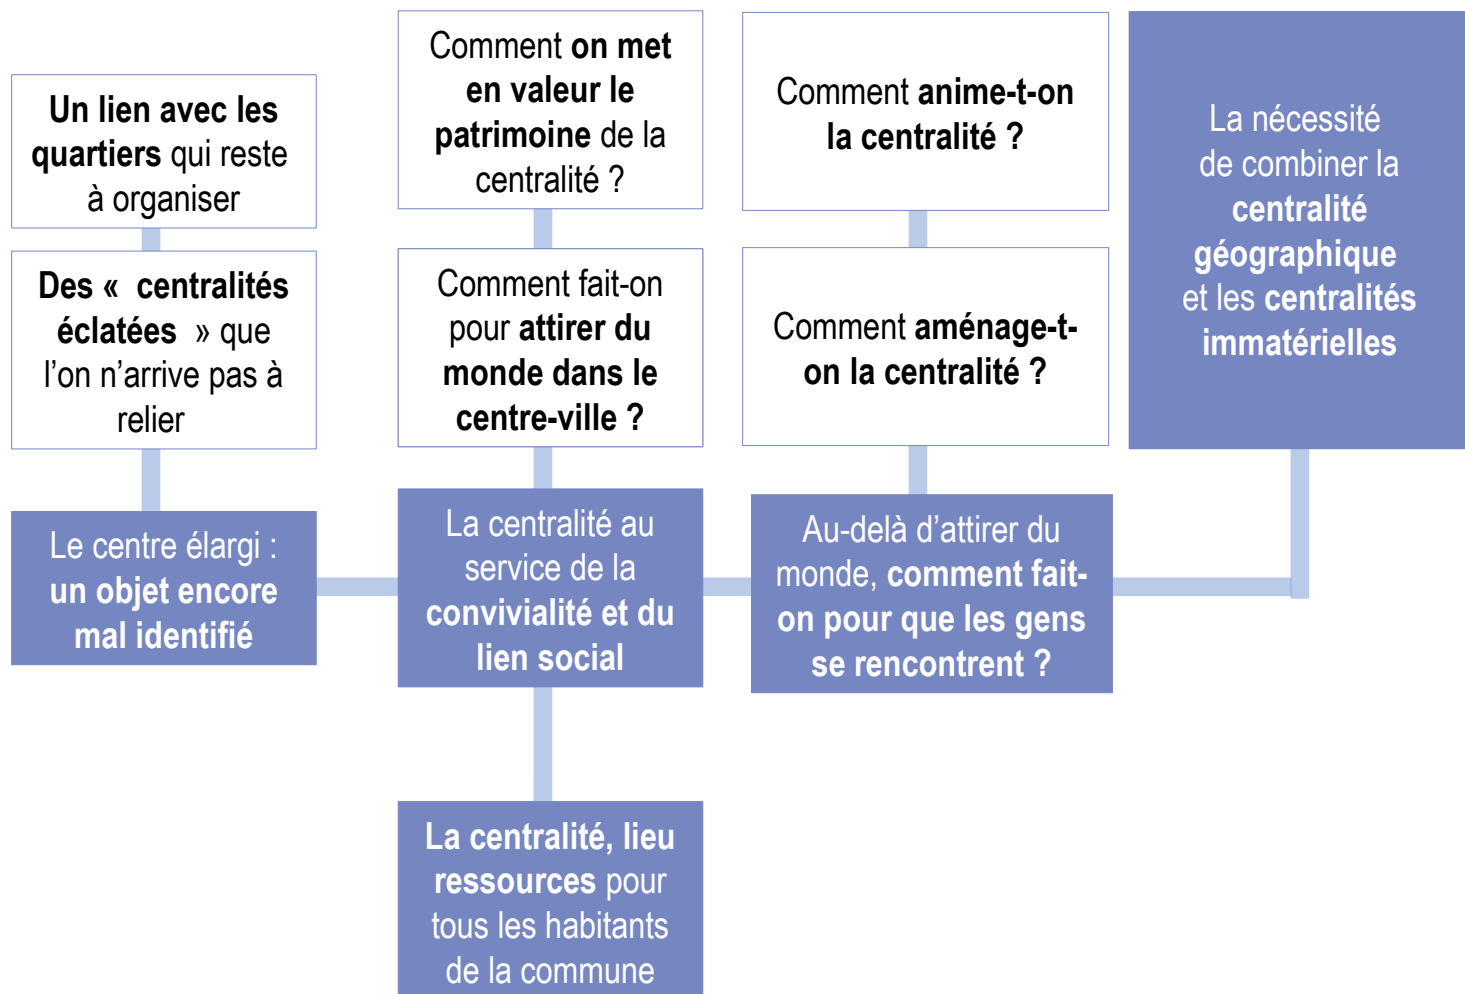 Un lien avec les
quartiers qui reste
à organiser
Des «  centralités
éclatées  » que
l’on n’arrive pas à
relier
Le centre élargi :
un objet encore
mal identifié
Comment on met
en valeur le
patrimoine de la
centralité ?
Comment fait-on
pour attirer du
monde dans le
centre-ville ?
La centralité au
service de la
convivialité et du
lien social
La centralité, lieu
ressources pour
tous les habitants
de la commune
Comment anime-t-on
la centralité ?
Comment aménage-t-
on la centralité ?
Au-delà d’attirer du
monde, comment fait-
on pour que les gens
se rencontrent ?
La nécessité
de combiner la
centralité
géographique
et les centralités
immatérielles